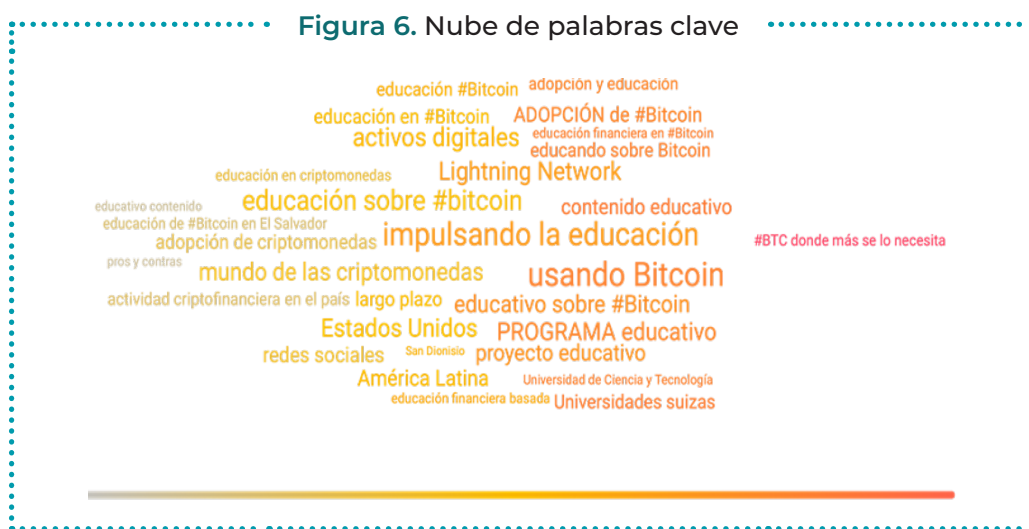 Figura 6. Nube de palabras clave
educación #Bitcoin adopción y educación
educación en #Bitcoin ADOPCIÓN de #Bitcoin
activos digitales educación financiera en #Bitcoin
educando sobre Bitcoin
educación en criptomonedas Lightning Network
educativo contenido educación sobre #bitcoin contenido educativo
educación de #Bitcoin en El Salvador
adopción de criptomonedas impulsando la educación #BTC donde más se lo necesita
pros y contras mundo de las criptomonedas usando Bitcoin
actividad criptofinanciera en el país largo plazo educativo sobre #Bitcoin
Estados Unidos PROGRAMA educativo
redes sociales San Dionisio proyecto educativo
América Latina Universidad de Ciencia y Tecnología
educación financiera basada Universidades suizas